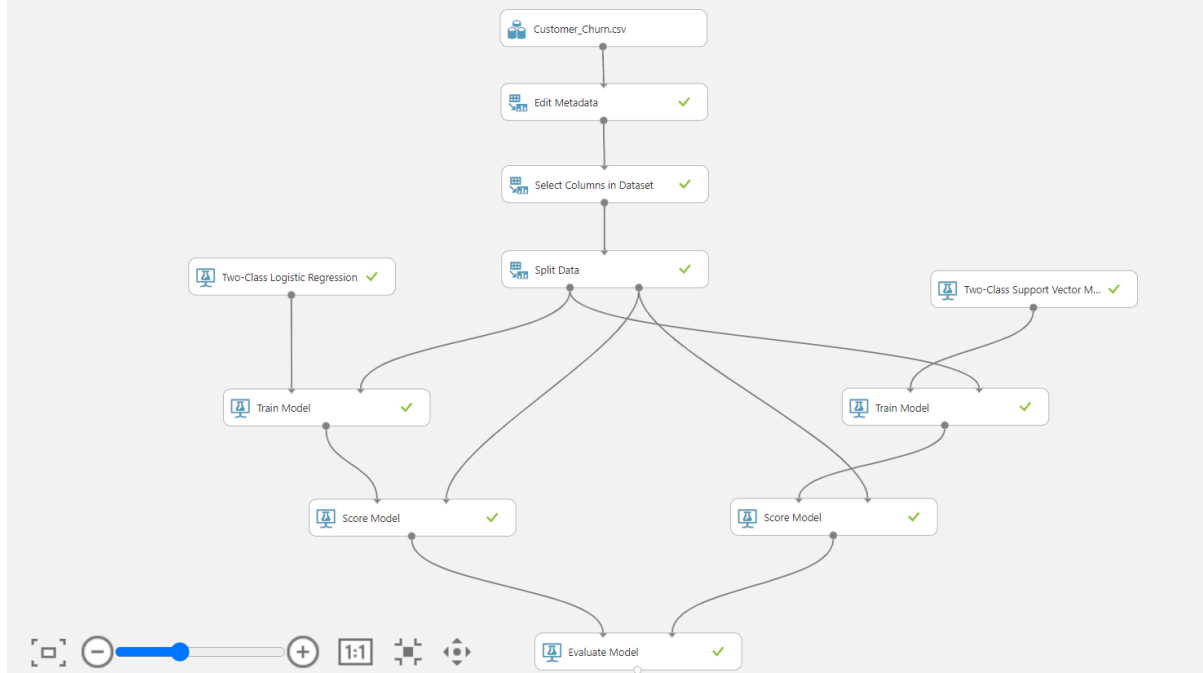 Customer_Churn.csv
Edit Metadata
Select Columns in Dataset
Split Data
Two-Class Logistic Regression
Two-Class Support Vector M...
Train Model
Train Model
Score Model
Score Model
Evaluate Model
1:1